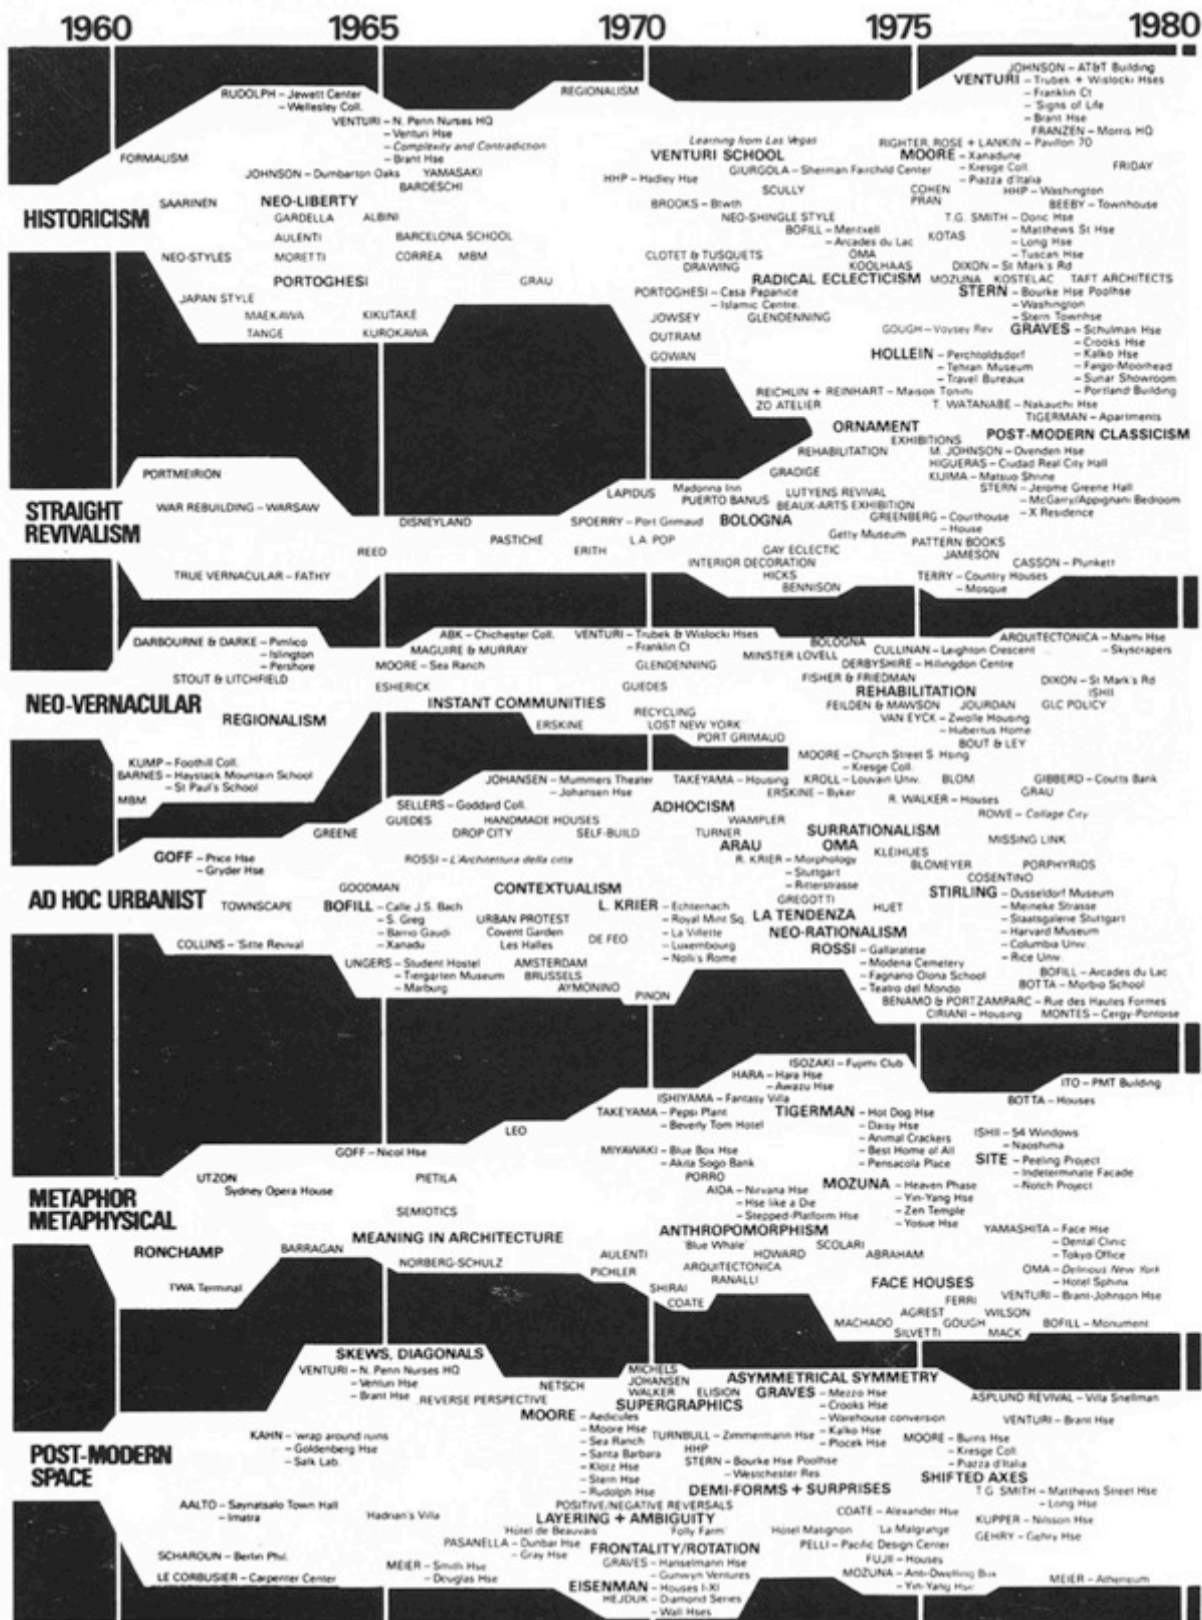 1960 1965 1970 1975 1980
JOHNSON – AT&T Building
VENTURI – Trubek + Wislocki Hses
– Franklin Ct
– 'Signs of Life
– Brant Hse
FRANZEN – Morris HQ
RUDOLPH – Jewett Center
– Wellesley Coll.
REGIONALISM
VENTURI – N. Penn Nurses HQ
– Venturi Hse
– Complexity and Contradiction
– Brant Hse
FORMALISM
Learning from Las Vegas
VENTURI SCHOOL
RIGHTER, ROSE + LANKIN – Pavilion 70
MOORE – Xanadune
– Kresge Coll.
– Piazza d'Italia
FRIDAY
JOHNSON – Dumbarton Oaks
YAMASAKI
BARDESCHI
HHP – Hadley Hse
GIURGOLA – Sherman Fairchild Center
SCULLY
COHEN
PRAN
HHP – Washington
BEEBY – Townhouse
HISTORICISM
SAARINEN
NEO-LIBERTY
GARDELLA ALBINI
AULENTI
BARCELONA SCHOOL
NEO-STYLES
MORETTI
CORREA MBM
PORTOGHESI
GRAU
JAPAN STYLE
MAEKAWA KIKUTAKE
TANGE KUROKAWA
BROOKS – Btwth
NEO-SHINGLE STYLE
BOFILL – Meritxell
– Arcades du Lac
KOTAS
T.G. SMITH – Doric Hse
– Matthews St Hse
– Long Hse
– Tuscan Hse
CLOTET & TUSQUETS
DRAWING
OMA
KOOLHAAS
DIXON – St Mark's Rd
RADICAL ECLECTICISM
MOZUNA KOSTELAC TAFT ARCHITECTS
PORTOGHESI – Casa Papanice
– Islamic Centre.
STERN – Bourke Hse Poolhse
– Washington
– Stern Townhse
JOWSEY
GLENDENNING
OUTRAM
GOWAN
GOUGH – Voysey Rev
GRAVES – Schulman Hse
– Crooks Hse
– Kalko Hse
– Fargo-Moorhead
– Sunar Showroom
– Portland Building
HOLLEIN – Perchtoldsdorf
– Tehran Museum
– Travel Bureaux
REICHLIN + REINHART – Maison Tonini
ZO ATELIER
T. WATANABE – Nakauchi Hse
TIGERMAN – Apartments
ORNAMENT
EXHIBITIONS
POST-MODERN CLASSICISM
REHABILITATION
M. JOHNSON – Ovenden Hse
HIGUERAS – Ciudad Real City Hall
KIJIMA – Matsuo Shrine
STERN – Jerome Greene Hall
– McGarry/Appignani Bedroom
– X Residence
GRADIGE
STRAIGHT
REVIVALISM
PORTMEIRION
WAR REBUILDING – WARSAW
DISNEYLAND
PASTICHE
REED
TRUE VERNACULAR – FATHY
LAPIDUS
Madonna Inn
PUERTO BANUS
LUTYENS REVIVAL
BEAUX-ARTS EXHIBITION
SPOERRY – Port Grimaud
BOLOGNA
GREENBERG – Courthouse
– House
L.A. POP
ERITH
Getty Museum
PATTERN BOOKS
GAY ECLECTIC
JAMESON
INTERIOR DECORATION
HICKS
BENNISON
CASSON – Plunkett
TERRY – Country Houses
– Mosque
NEO-VERNACULAR
DARBOURNE & DARKE – Pimlico
– Islington
– Pershore
STOUT & LITCHFIELD
REGIONALISM
KUMP – Foothill Coll.
BARNES – Haystack Mountain School
– St Paul's School
MBM
ABK – Chichester Coll.
MAGUIRE & MURRAY
MOORE – Sea Ranch
ESHERICK
INSTANT COMMUNITIES
ERSKINE
VENTURI – Trubek & Wislocki Hses
– Franklin Ct
GLENDENNING
GUEDES
RECYCLING
'LOST NEW YORK'
PORT GRIMAUD
BOLOGNA
MINSTER LOVELL
CULLINAN – Leighton Crescent
DERBYSHIRE – Hillingdon Centre
FISHER & FRIEDMAN
REHABILITATION
FEILDEN & MAWSON JOURDAN
VAN EYCK – Zwolle Housing
– Hubertus Home
BOUT & LEY
ARQUITECTONICA – Miami Hse
– Skyscrapers
DIXON – St Mark's Rd
ISHII
GLC POLICY
MOORE – Church Street S. Hsing
– Kresge Coll.
KROLL – Louvain Univ.
BLOM
GIBBERD – Coutts Bank
ERSKINE – Byker
GRAU
R. WALKER – Houses
ROWE – Collage City
AD HOC URBANIST
JOHANSEN – Mummers Theater
– Johansen Hse
TAKEYAMA – Housing
SELLERS – Goddard Coll.
GUEDES
HANDMADE HOUSES
GREENE
DROP CITY
SELF-BUILD
ADHOCISM
WAMPLER
TURNER
SURRATIONALISM
MISSING LINK
ARAU
OMA
KLEIHUES
GOFF – Price Hse
– Gryder Hse
ROSSI – L'Architettura della citta
R. KRIER – Morphology
– Stuttgart
– Ritterstrasse
BLOMEYER
PORPHYRIOS
COSENTINO
GOODMAN
CONTEXTUALISM
GREGOTTI
STIRLING – Dusseldorf Museum
– Meineke Strasse
– Staatsgalene Stuttgart
– Harvard Museum
– Columbia Univ.
– Rice Univ.
TOWNSCAPE
BOFILL – Calle J.S. Bach
– S. Greg
– Barrio Gaudi
– Xanadu
URBAN PROTEST
Covent Garden
Les Halles
L. KRIER – Echternach
– Royal Mint Sq.
– La Villette
– Luxembourg
– Nolli's Rome
LA TENDENZA
HUET
NEO-RATIONALISM
DE FEO
ROSSI – Gallaratese
– Modena Cemetery
– Fagnano Olona School
– Teatro del Mondo
COLLINS – 'Sitte Revival
UNGERS – Student Hostel
– Tiergarten Museum
– Marburg
AMSTERDAM
BRUSSELS
AYMONINO
PINON
BOFILL – Arcades du Lac
BOTTA – Morbio School
BENAMO & PORTZAMPARC – Rue des Hautes Formes
CIRIANI – Housing MONTES – Cergy-Pontoise
METAPHOR
METAPHYSICAL
ISOZAKI – Fujimi Club
HARA – Hara Hse
– Awazu Hse
ISHIYAMA – Fantasy Villa
ITO – PMT Building
BOTTA – Houses
TAKEYAMA – Pepsi Plant
– Beverly Tom Hotel
TIGERMAN – Hot Dog Hse
– Daisy Hse
– Animal Crackers
– Best Home of All
– Pensacola Place
LEO
GOFF – Nicol Hse
MIYAWAKI – Blue Box Hse
– Akita Sogo Bank
ISHII – 54 Windows
– Naoshima
SITE – Peeling Project
– Indeterminate Facade
– Notch Project
UTZON
Sydney Opera House
PIETILA
PORRO
AIDA – Nirvana Hse
– Hse like a Die
– Stepped-Platform Hse
MOZUNA – Heaven Phase
– Yin-Yang Hse
– Zen Temple
– Yosue Hse
SEMIOTICS
MEANING IN ARCHITECTURE
ANTHROPOMORPHISM
'Blue Whale'
SCOLARI
HOWARD
ABRAHAM
YAMASHITA – Face Hse
– Dental Clinic
– Tokyo Office
RONCHAMP
BARRAGAN
NORBERG-SCHULZ
AULENTI
PICHLER
ARQUITECTONICA
RANALLI
OMA – Delirious New York
– Hotel Sphinx
TWA Terminal
SHIRAI
COATE
FACE HOUSES
VENTURI – Brant-Johnson Hse
FERRI
AGREST
WILSON
MACHADO
GOUGH
BOFILL – Monument
SILVETTI
MACK
POST-MODERN
SPACE
SKEWS, DIAGONALS
VENTURI – N. Penn Nurses HQ
– Venturi Hse
– Brant Hse
REVERSE PERSPECTIVE
NETSCH
MICHELS
JOHANSEN
WALKER
ELISION
ASYMMETRICAL SYMMETRY
GRAVES – Mezzo Hse
– Crooks Hse
– Warehouse conversion
– Kalko Hse
– Plocek Hse
ASPLUND REVIVAL – Villa Snellman
SUPERGRAPHICS
MOORE – Aedicules
– Moore Hse
– Sea Ranch
– Santa Barbara
– Klotz Hse
– Stern Hse
– Rudolph Hse
TURNBULL – Zimmermann Hse
HHP
STERN – Bourke Hse Poolhse
– Westchester Res.
VENTURI – Brant Hse
MOORE – Burns Hse
– Kresge Coll.
– Piazza d'Italia
KAHN – 'wrap around ruins
– Goldenberg Hse
– Salk Lab.
SHIFTED AXES
DEMI-FORMS + SURPRISES
T.G. SMITH – Matthews Street Hse
– Long Hse
AALTO – Saynatsalo Town Hall
– Imatra
'Hadrian's Villa
POSITIVE/NEGATIVE REVERSALS
COATE – Alexander Hse
LAYERING + AMBIGUITY
'Hôtel de Beauvais'
'Folly Farm'
'Hôtel Matignon
'La Malgrange
KUPPER – Nilsson Hse
GEHRY – Gehry Hse
PASANELLA – Dunbar Hse
– Gray Hse
PELLI – Pacific Design Center
FRONTALITY/ROTATION
FUJII – Houses
SCHAROUN – Berlin Phil.
MEIER – Smith Hse
– Douglas Hse
GRAVES – Hanselmann Hse
– Gunwyn Ventures
MOZUNA – Anti-Dwelling Box
– Yin-Yang Hse
LE CORBUSIER – Carpenter Center
EISENMAN – Houses I-XI
HEJDUK – Diamond Series
– Wall Hses
MEIER – Atheneum